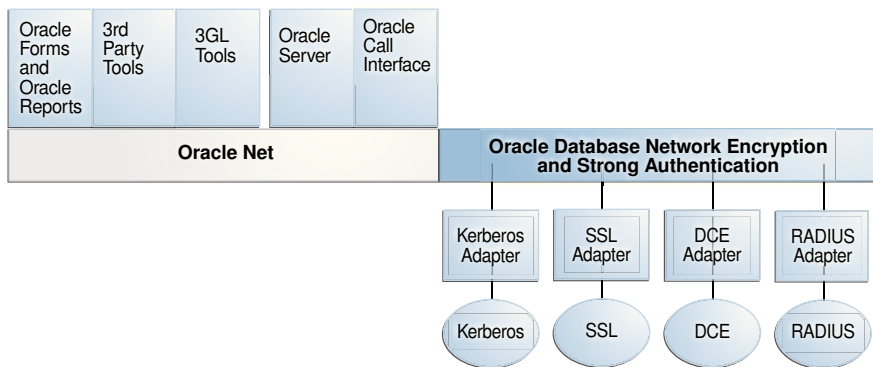 Oracle
Forms
and
Oracle
Reports
3rd
Party
Tools
3GL
Tools
Oracle
Server
Oracle
Call
Interface
Oracle Net
Oracle Database Network Encryption
and Strong Authentication
Kerberos
Adapter
SSL
Adapter
DCE
Adapter
RADIUS
Adapter
Kerberos
SSL
DCE
RADIUS